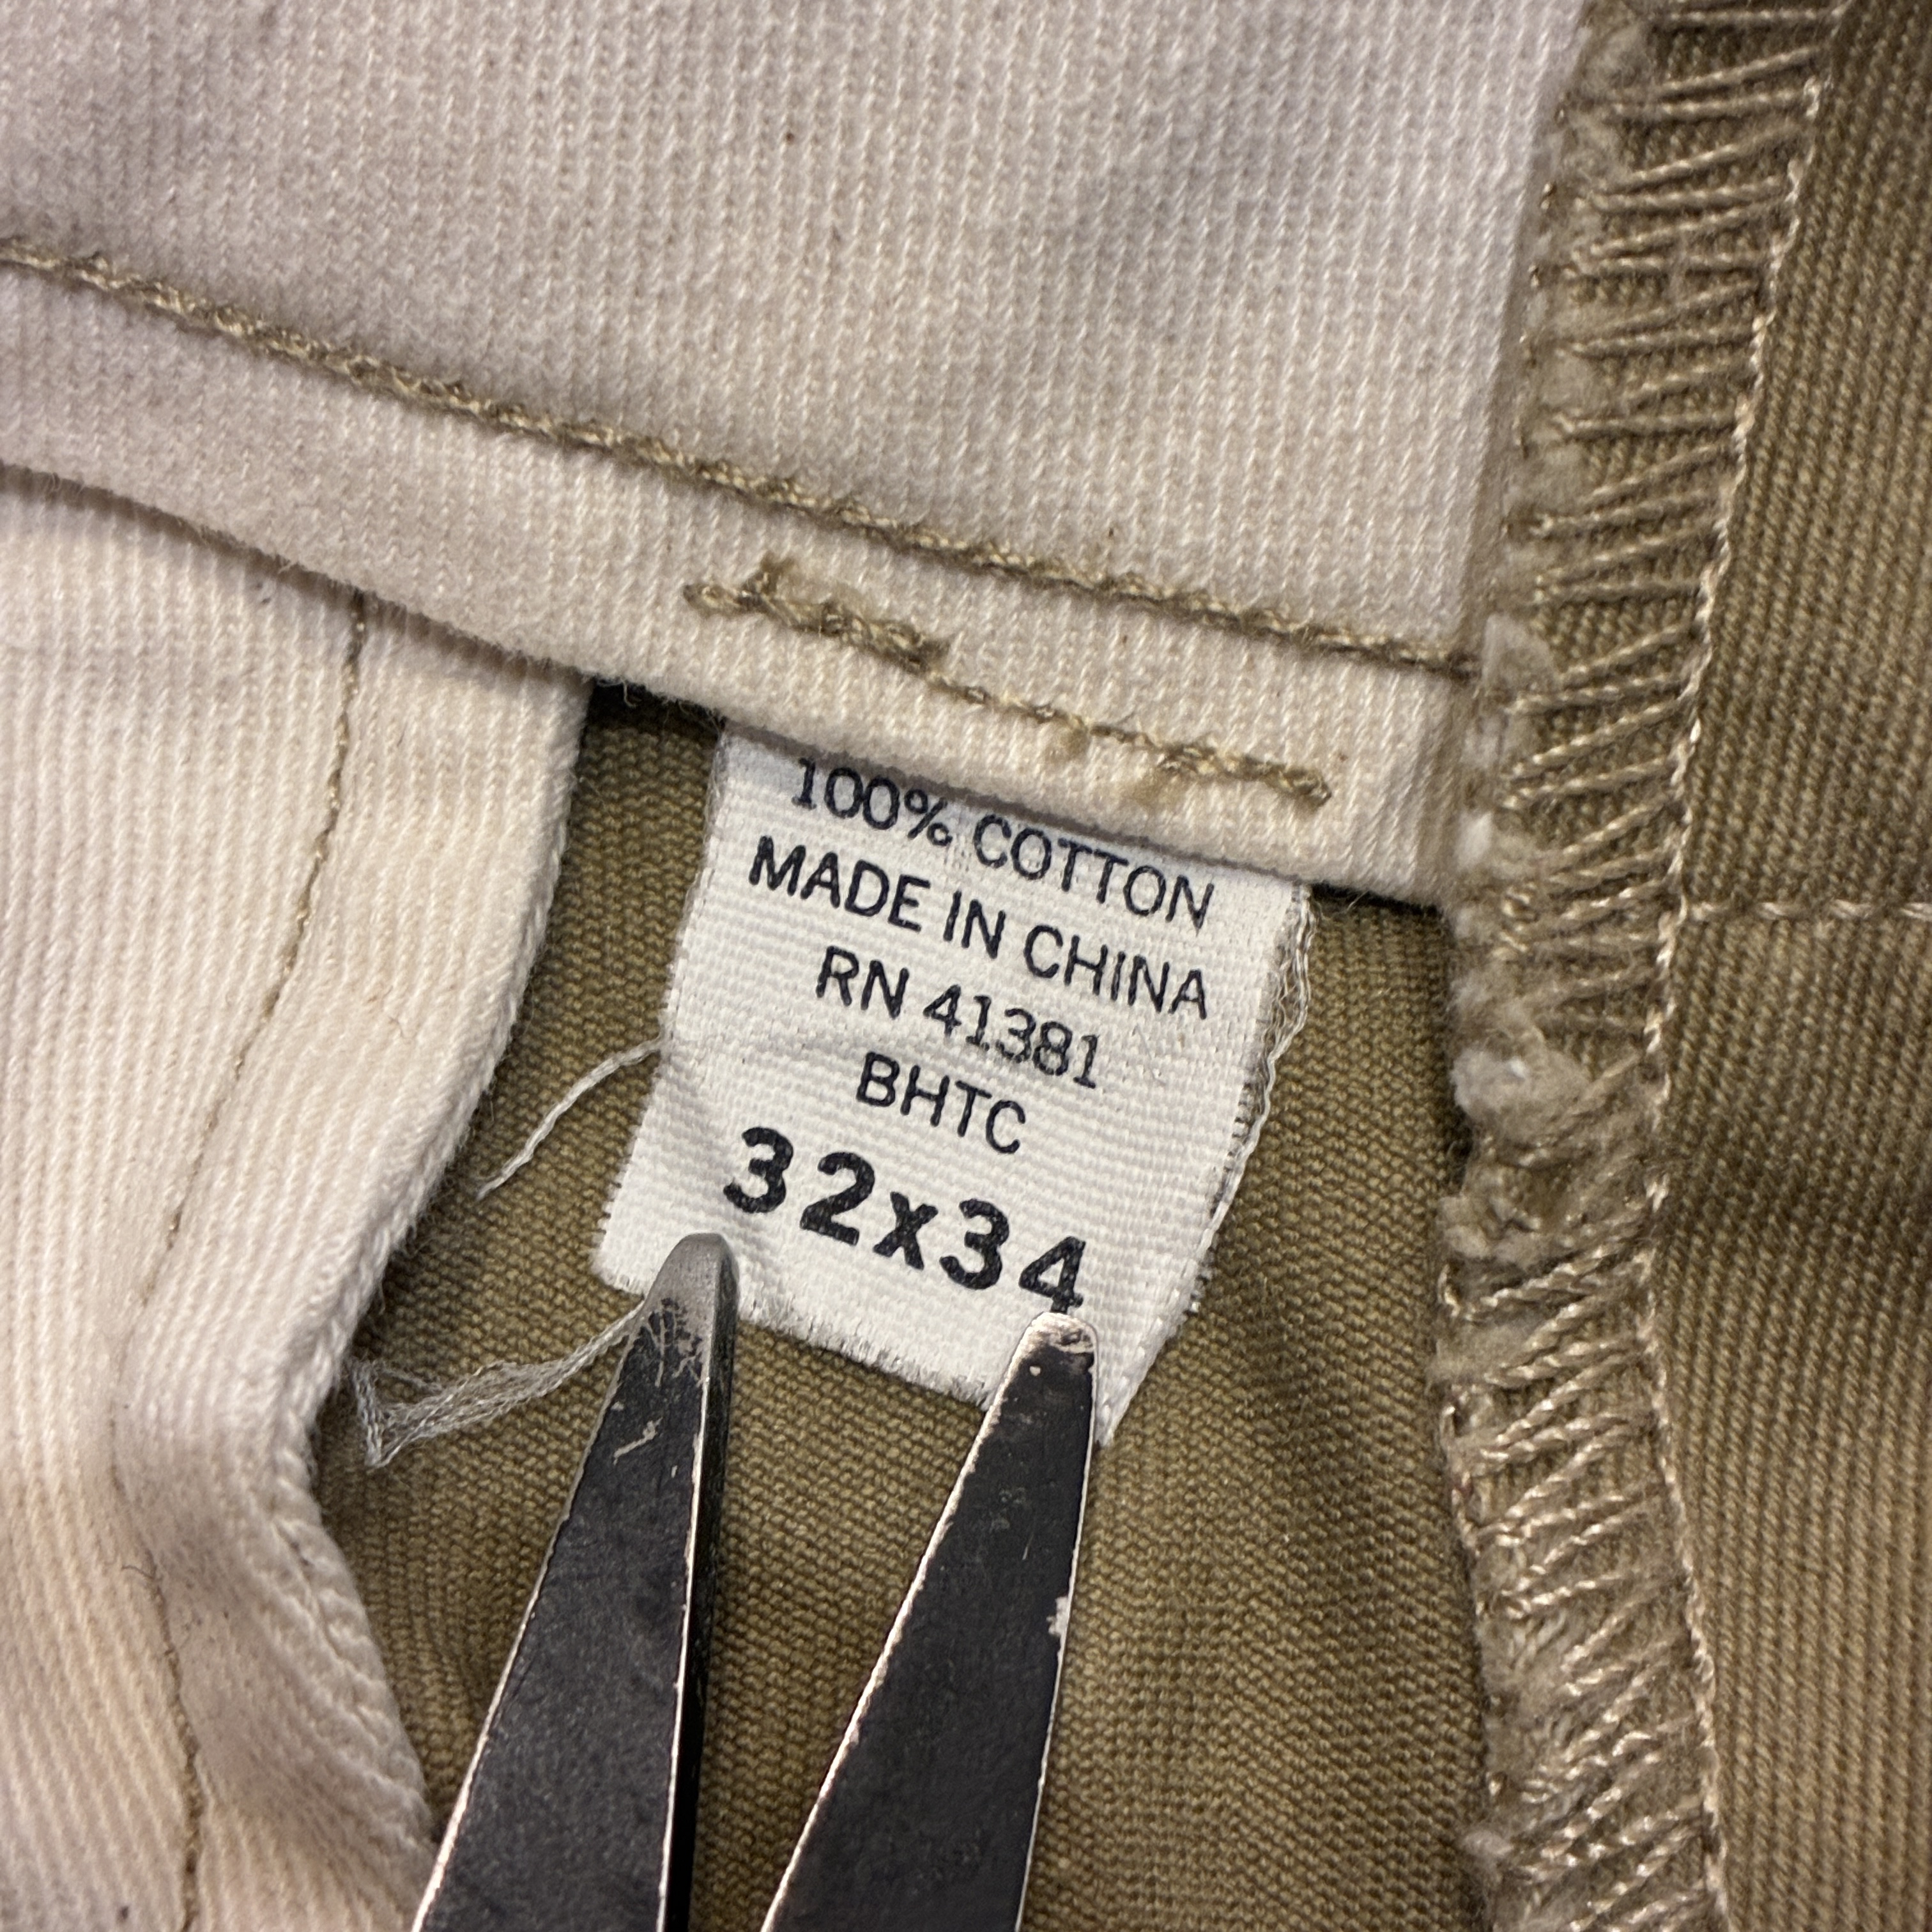 100% COTTON
MADE IN CHINA
RN 41381
BHTC
32x34